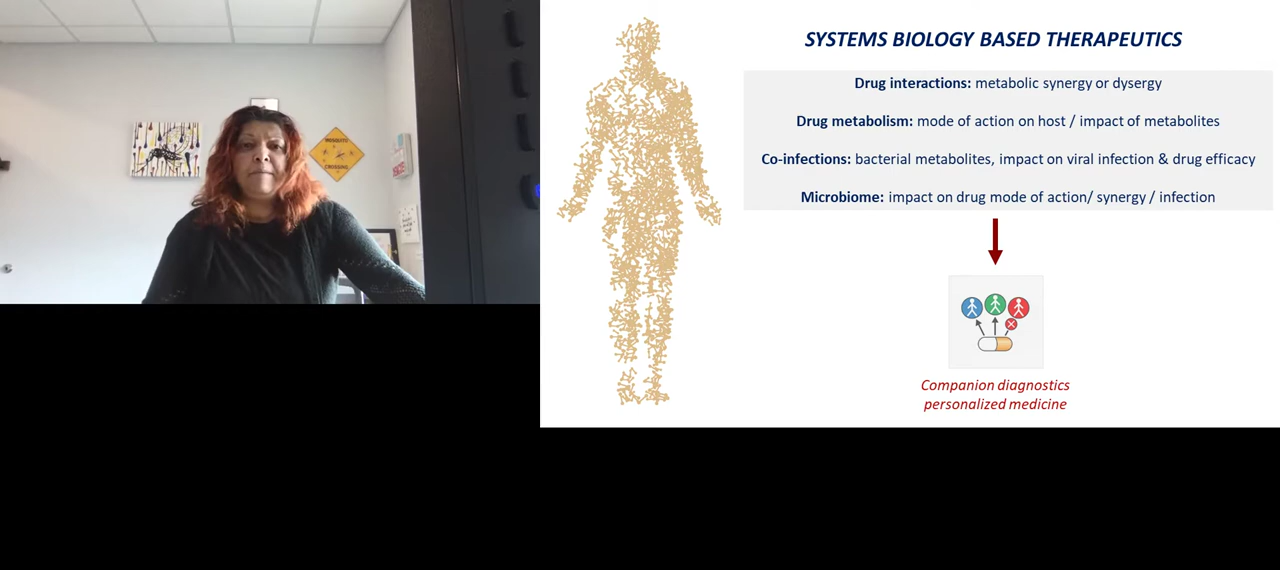 MOSQUITO
CROSSING
SYSTEMS BIOLOGY BASED THERAPEUTICS
Drug interactions: metabolic synergy or dysergy
Drug metabolism: mode of action on host / impact of metabolites
Co-infections: bacterial metabolites, impact on viral infection & drug efficacy
Microbiome: impact on drug mode of action/ synergy / infection
Companion diagnostics
personalized medicine